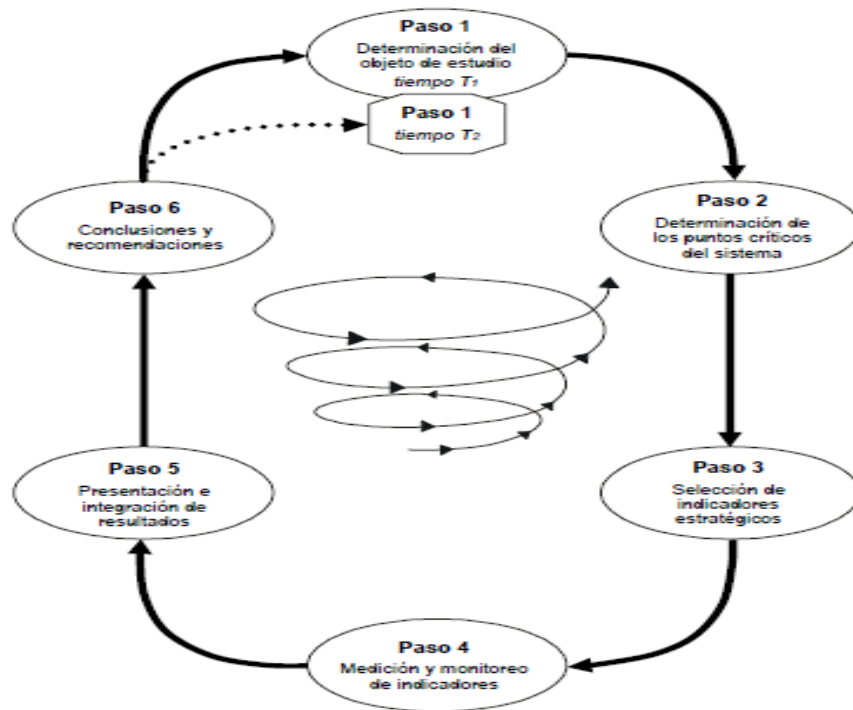 Paso 1
Determinación del
objeto de estudio
tiempo T1
Paso 1
tiempo T2
Paso 2
Determinación de
los puntos críticos
del sistema
Paso 3
Selección de
indicadores
estratégicos
Paso 4
Medición y monitoreo
de indicadores
Paso 5
Presentación e
integración de
resultados
Paso 6
Conclusiones y
recomendaciones